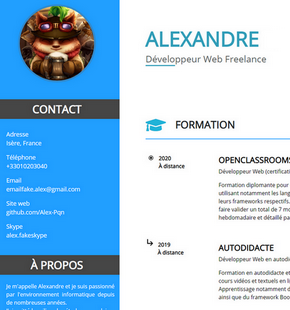 CONTACT
Adresse
Isère, France
Téléphone
+33010203040
Email
emailfake.alex@gmail.com
Site web
github.com/Alex-Pqn
Skype
alex.fakeskype
À PROPOS
Je m'appelle Alexandre et je suis passionné
par l'environnement informatique depuis
de nombreuses années.
ALEXANDRE
Développeur Web Freelance
FORMATION
2020
À distance
OPENCLASSROOMS
Développeur Web (certificati
Formation diplomante pour
utilisant notamment les lang
leurs frameworks respectifs.
faire valider un total de 7 m
hebdomadaire et détaillé pa
2019
À distance
AUTODIDACTE
Développeur Web en autodi
Formation en autodidacte et
cours vidéos et textuels en li
Apprentissage notamment d
ainsi que du framework Boo